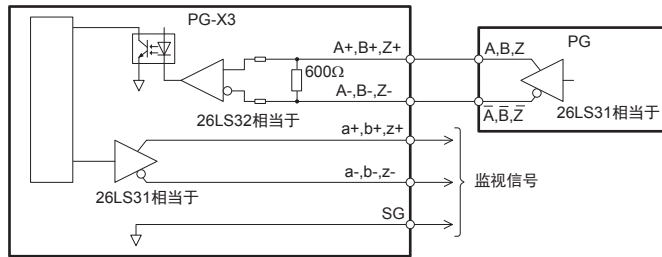 PG-X3
PG
A+,B+,Z+
A,B,Z
600Ω
A-,B-,Z-
A̅,B̅,Z̅
26LS32相当于
26LS31相当于
a+,b+,z+
26LS31相当于
a-,b-,z-
监视信号
SG